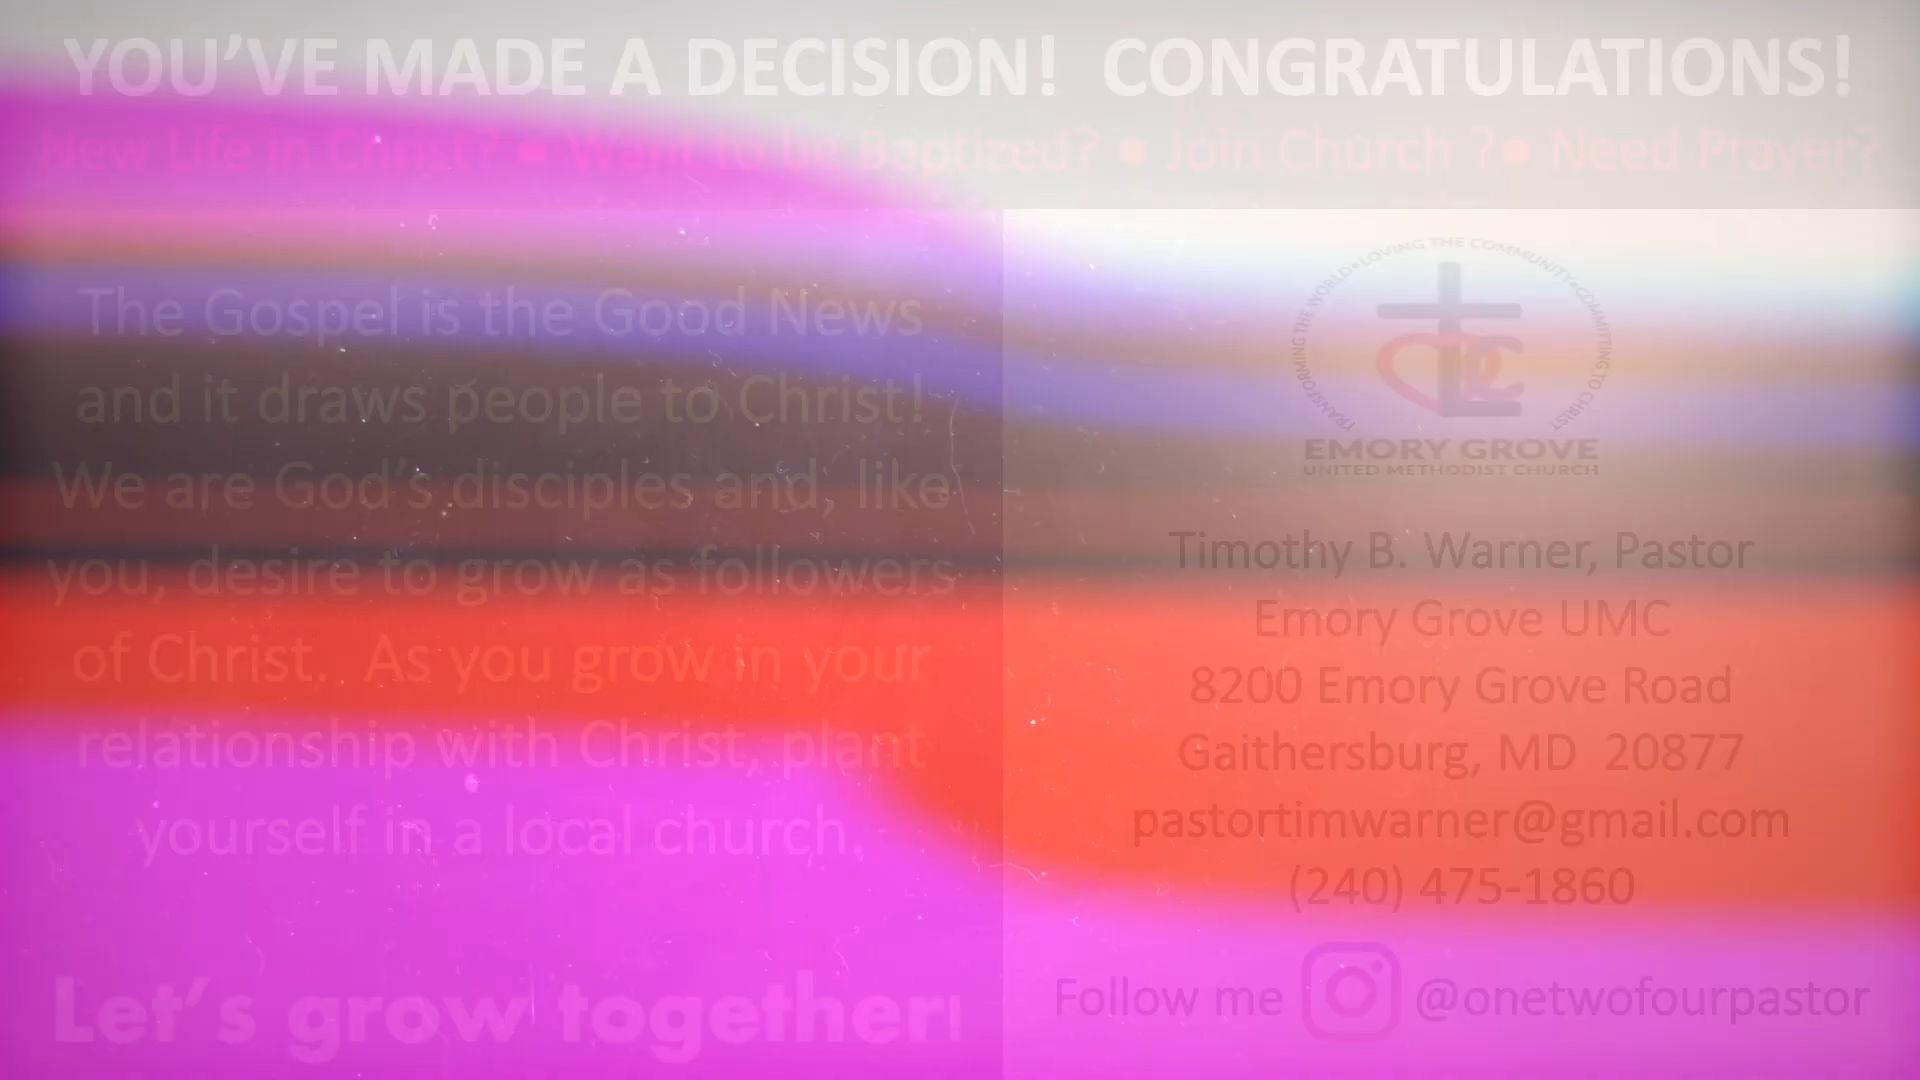 YOU’VE MADE A DECISION!  CONGRATULATIONS!
New Life in Christ? ● Want to be Baptized? ● Join Church ?● Need Prayer?
The Gospel is the Good News
and it draws people to Christ!
We are God’s disciples and, like
you, desire to grow as followers
of Christ.  As you grow in your
relationship with Christ, plant
yourself in a local church.
Let’s grow together!
TRANSFORMING THE WORLD•LOVING THE COMMUNITY•COMMITING TO CHRIST
EMORY GROVE
UNITED METHODIST CHURCH
Timothy B. Warner, Pastor
Emory Grove UMC
8200 Emory Grove Road
Gaithersburg, MD  20877
pastortimwarner@gmail.com
(240) 475-1860
Follow me @onetwofourpastor